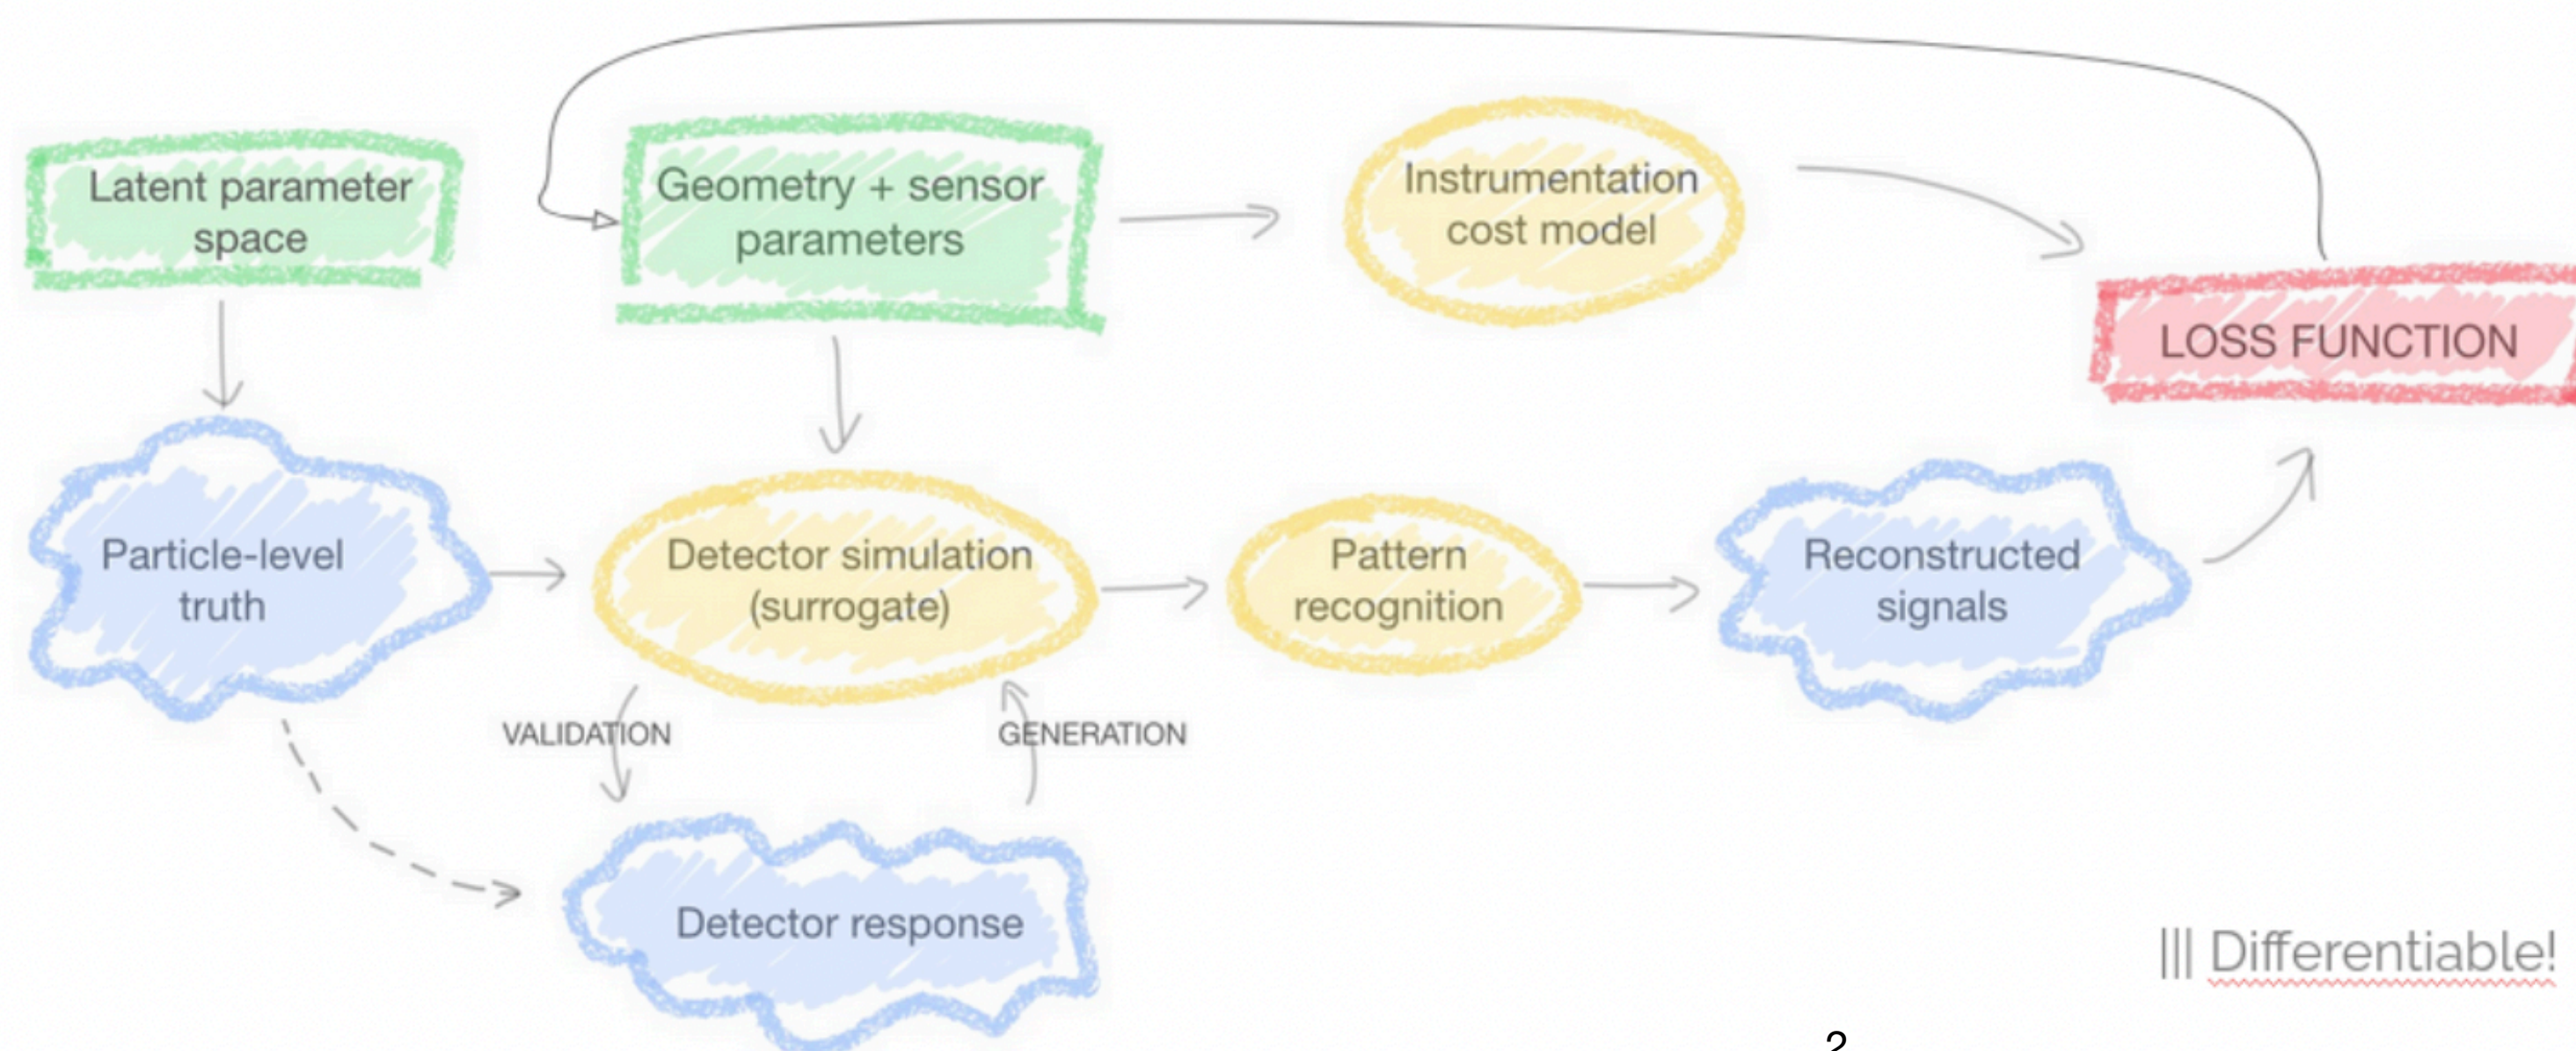 Latent parameter
space
Geometry + sensor
parameters
Instrumentation
cost model
LOSS FUNCTION
Particle-level
truth
Detector simulation
(surrogate)
Pattern
recognition
Reconstructed
signals
VALIDATION
GENERATION
Detector response
||| Differentiable!
2